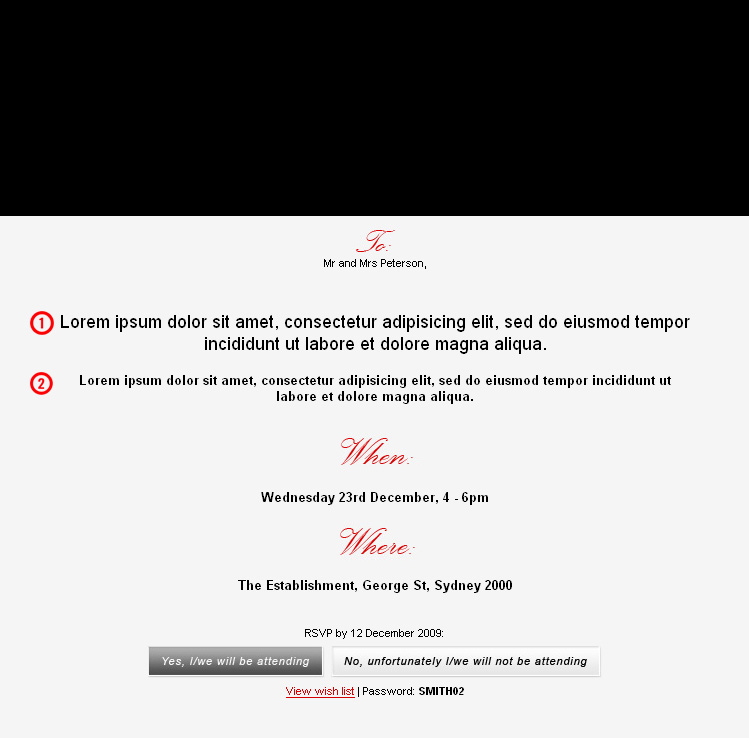 To:
Mr and Mrs Peterson,
1 Lorem ipsum dolor sit amet, consectetur adipisicing elit, sed do eiusmod tempor
incididunt ut labore et dolore magna aliqua.
2 Lorem ipsum dolor sit amet, consectetur adipisicing elit, sed do eiusmod tempor incididunt ut
labore et dolore magna aliqua.
When:
Wednesday 23rd December, 4 - 6pm
Where:
The Establishment, George St, Sydney 2000
RSVP by 12 December 2009:
Yes, I/we will be attending No, unfortunately I/we will not be attending
View wish list | Password: SMITH02